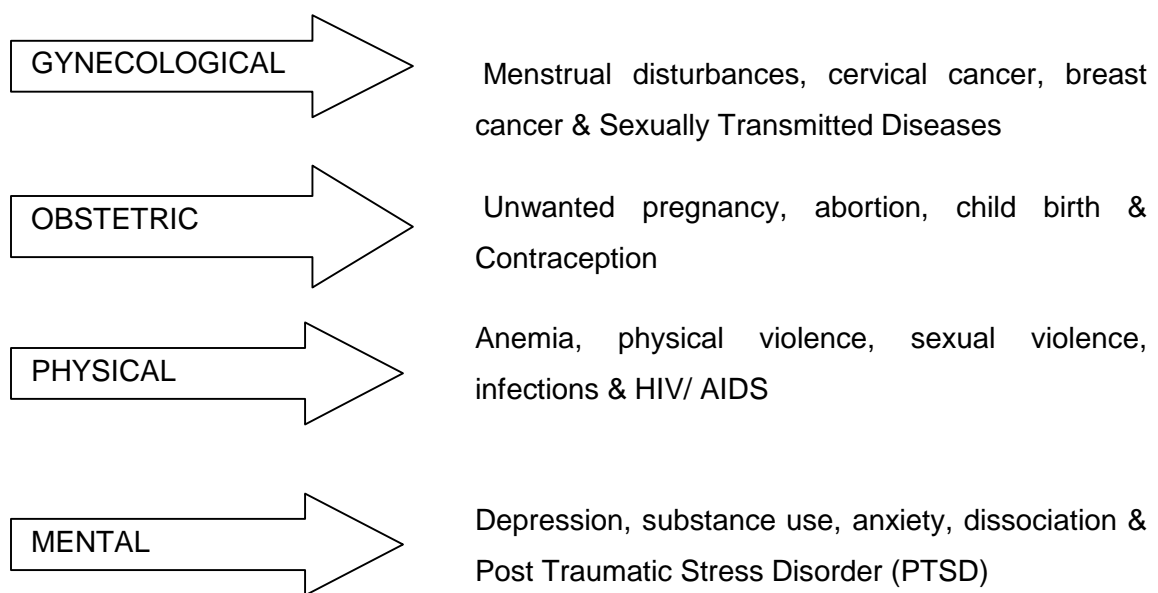 GYNECOLOGICAL
Menstrual disturbances, cervical cancer, breast
cancer & Sexually Transmitted Diseases
OBSTETRIC
Unwanted pregnancy, abortion, child birth &
Contraception
PHYSICAL
Anemia, physical violence, sexual violence,
infections & HIV/ AIDS
MENTAL
Depression, substance use, anxiety, dissociation &
Post Traumatic Stress Disorder (PTSD)